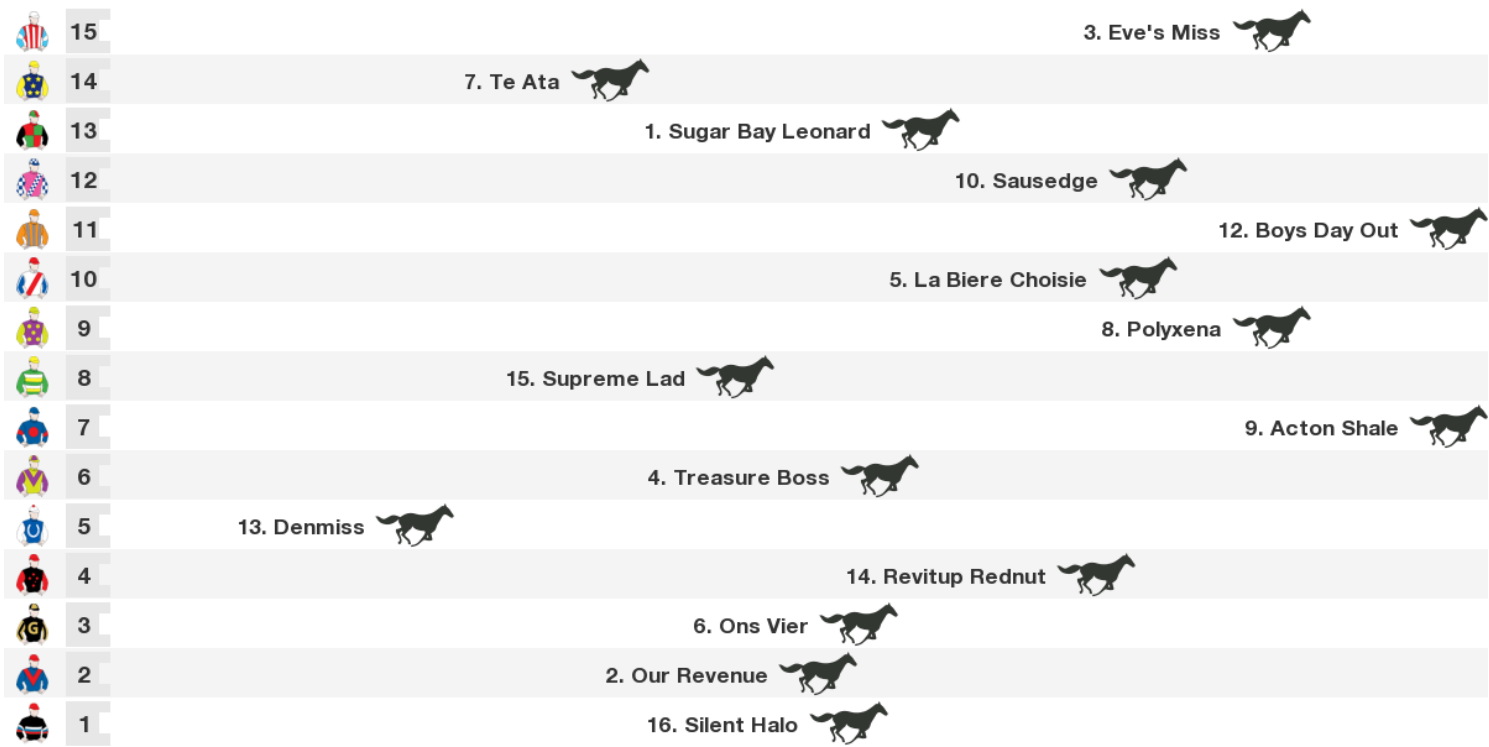 15 3. Eve's Miss
14 7. Te Ata
13 1. Sugar Bay Leonard
12 10. Sausedge
11 12. Boys Day Out
10 5. La Biere Choisie
9 8. Polyxena
8 15. Supreme Lad
7 9. Acton Shale
6 4. Treasure Boss
5 13. Denmiss
4 14. Revitup Rednut
G
3 6. Ons Vier
2 2. Our Revenue
1 16. Silent Halo